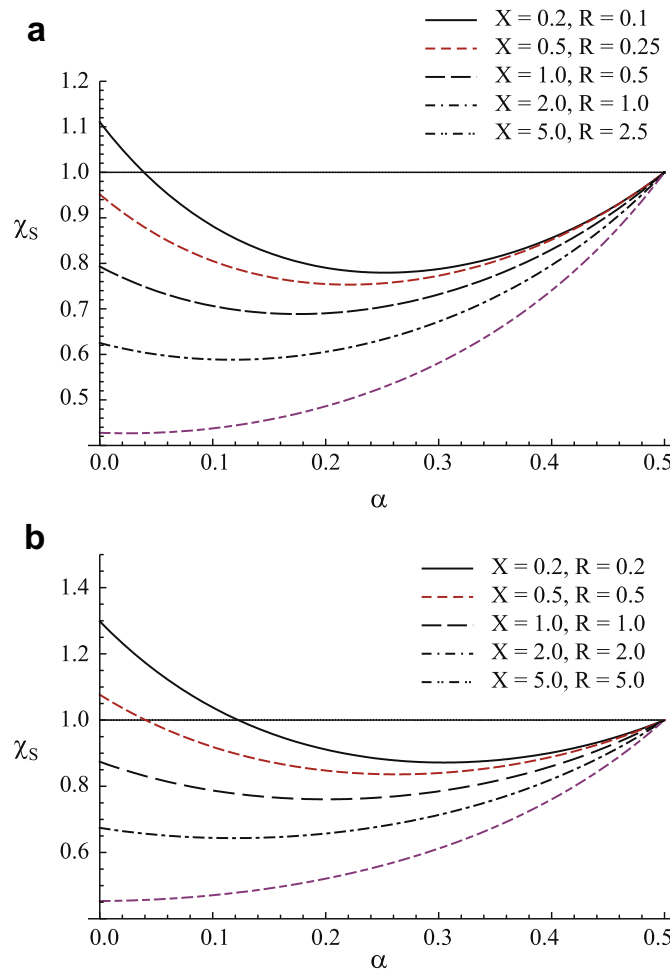 a
X = 0.2, R = 0.1
X = 0.5, R = 0.25
X = 1.0, R = 0.5
X = 2.0, R = 1.0
X = 5.0, R = 2.5
1.2
1.1
1.0
0.9
χS
0.8
0.7
0.6
0.5
0.0 0.1 0.2 0.3 0.4 0.5
α
b
X = 0.2, R = 0.2
X = 0.5, R = 0.5
X = 1.0, R = 1.0
X = 2.0, R = 2.0
X = 5.0, R = 5.0
1.4
1.2
1.0
χS
0.8
0.6
0.0 0.1 0.2 0.3 0.4 0.5
α